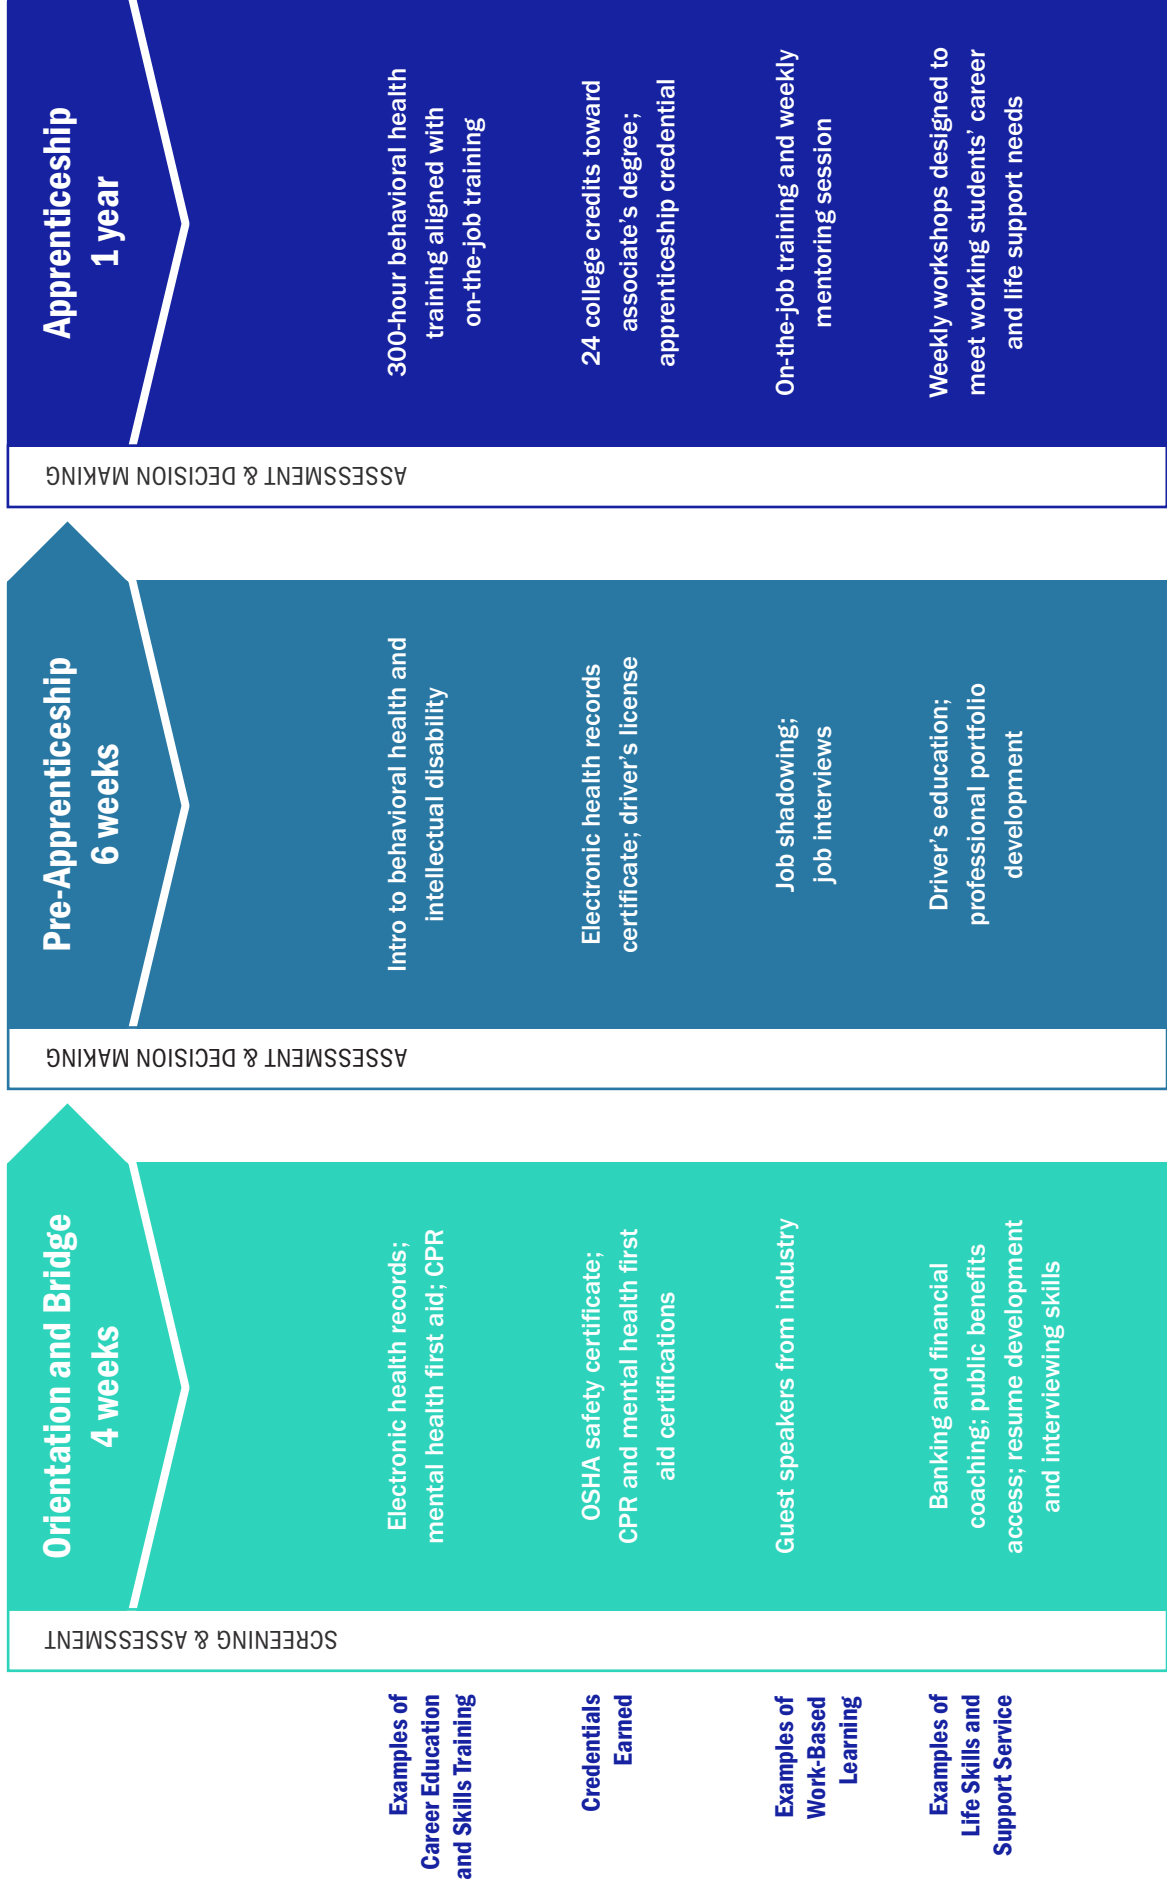 Orientation and Bridge
4 weeks
Pre-Apprenticeship
6 weeks
Apprenticeship
1 year
SCREENING & ASSESSMENT
ASSESSMENT & DECISION MAKING
ASSESSMENT & DECISION MAKING
Examples of
Career Education
and Skills Training
Electronic health records;
mental health first aid; CPR
Intro to behavioral health and
intellectual disability
300-hour behavioral health
training aligned with
on-the-job training
Credentials
Earned
OSHA safety certificate;
CPR and mental health first
aid certifications
Electronic health records
certificate; driver’s license
24 college credits toward
associate’s degree;
apprenticeship credential
Examples of
Work-Based
Learning
Guest speakers from industry
Job shadowing;
job interviews
On-the-job training and weekly
mentoring session
Examples of
Life Skills and
Support Service
Banking and financial
coaching; public benefits
access; resume development
and interviewing skills
Driver’s education;
professional portfolio
development
Weekly workshops designed to
meet working students’ career
and life support needs